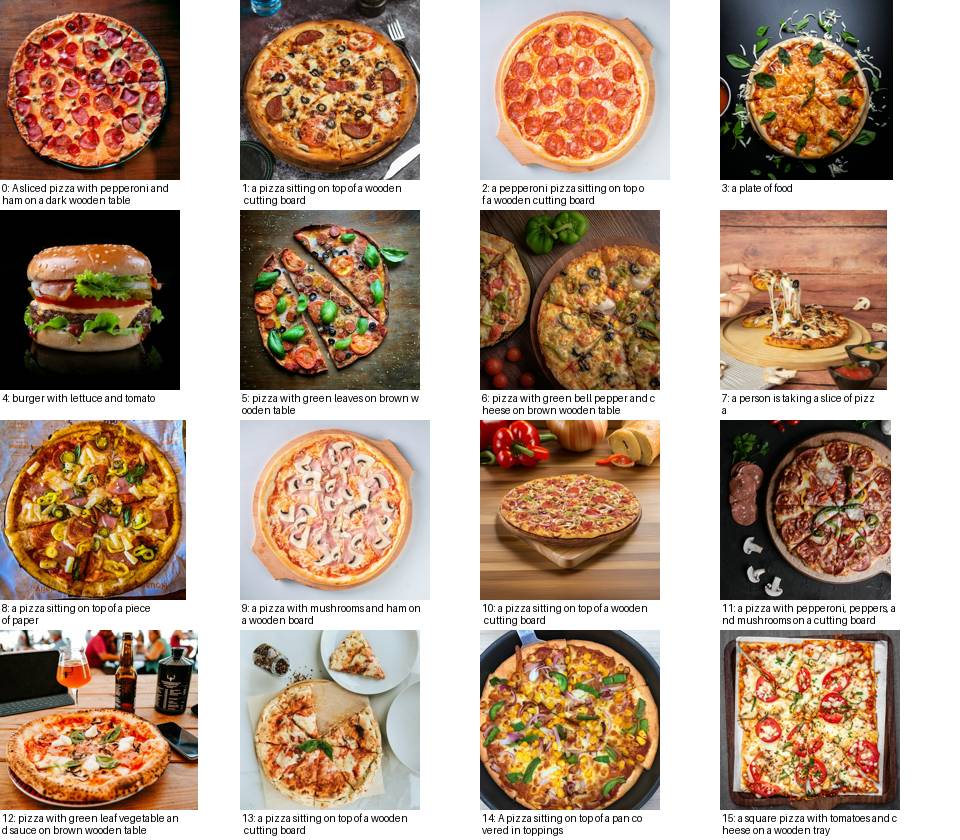 0: A sliced pizza with pepperoni and
ham on a dark wooden table
1: a pizza sitting on top of a wooden
cutting board
2: a pepperoni pizza sitting on top o
f a wooden cutting board
3: a plate of food
4: burger with lettuce and tomato
5: pizza with green leaves on brown w
ooden table
6: pizza with green bell pepper and c
heese on brown wooden table
7: a person is taking a slice of pizz
a
8: a pizza sitting on top of a piece
of paper
9: a pizza with mushrooms and ham on
a wooden board
10: a pizza sitting on top of a wooden
cutting board
11: a pizza with pepperoni, peppers, a
nd mushrooms on a cutting board
12: pizza with green leaf vegetable an
d sauce on brown wooden table
13: a pizza sitting on top of a wooden
cutting board
14: A pizza sitting on top of a pan co
vered in toppings
15: a square pizza with tomatoes and c
heese on a wooden tray